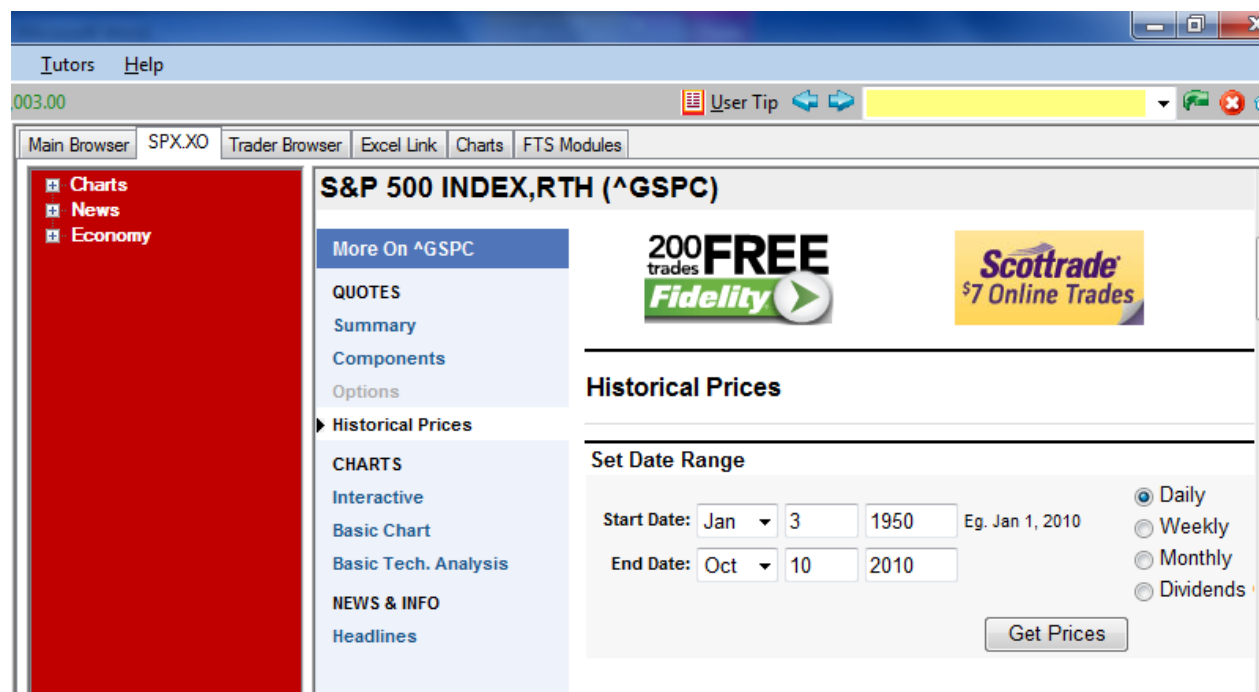 Tutors Help
,003.00 User Tip
Main Browser SPX.XO Trader Browser Excel Link Charts FTS Modules
Charts
News
Economy
S&P 500 INDEX,RTH (^GSPC)
More On ^GSPC
QUOTES
Summary
Components
Options
Historical Prices
CHARTS
Interactive
Basic Chart
Basic Tech. Analysis
NEWS & INFO
Headlines
200 trades FREE
Fidelity
Scottrade
$7 Online Trades
Historical Prices
Set Date Range
Start Date: Jan 3 1950 Eg. Jan 1, 2010
End Date: Oct 10 2010
Daily
Weekly
Monthly
Dividends
Get Prices